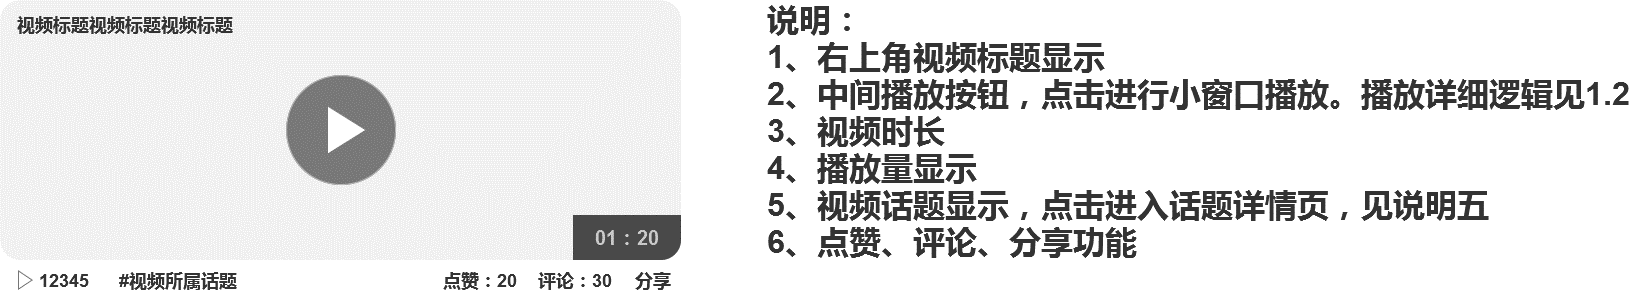 视频标题视频标题视频标题
01：20
12345 #视频所属话题 点赞：20 评论：30 分享
说明：
1、右上角视频标题显示
2、中间播放按钮，点击进行小窗口播放。播放详细逻辑见1.2
3、视频时长
4、播放量显示
5、视频话题显示，点击进入话题详情页，见说明五
6、点赞、评论、分享功能